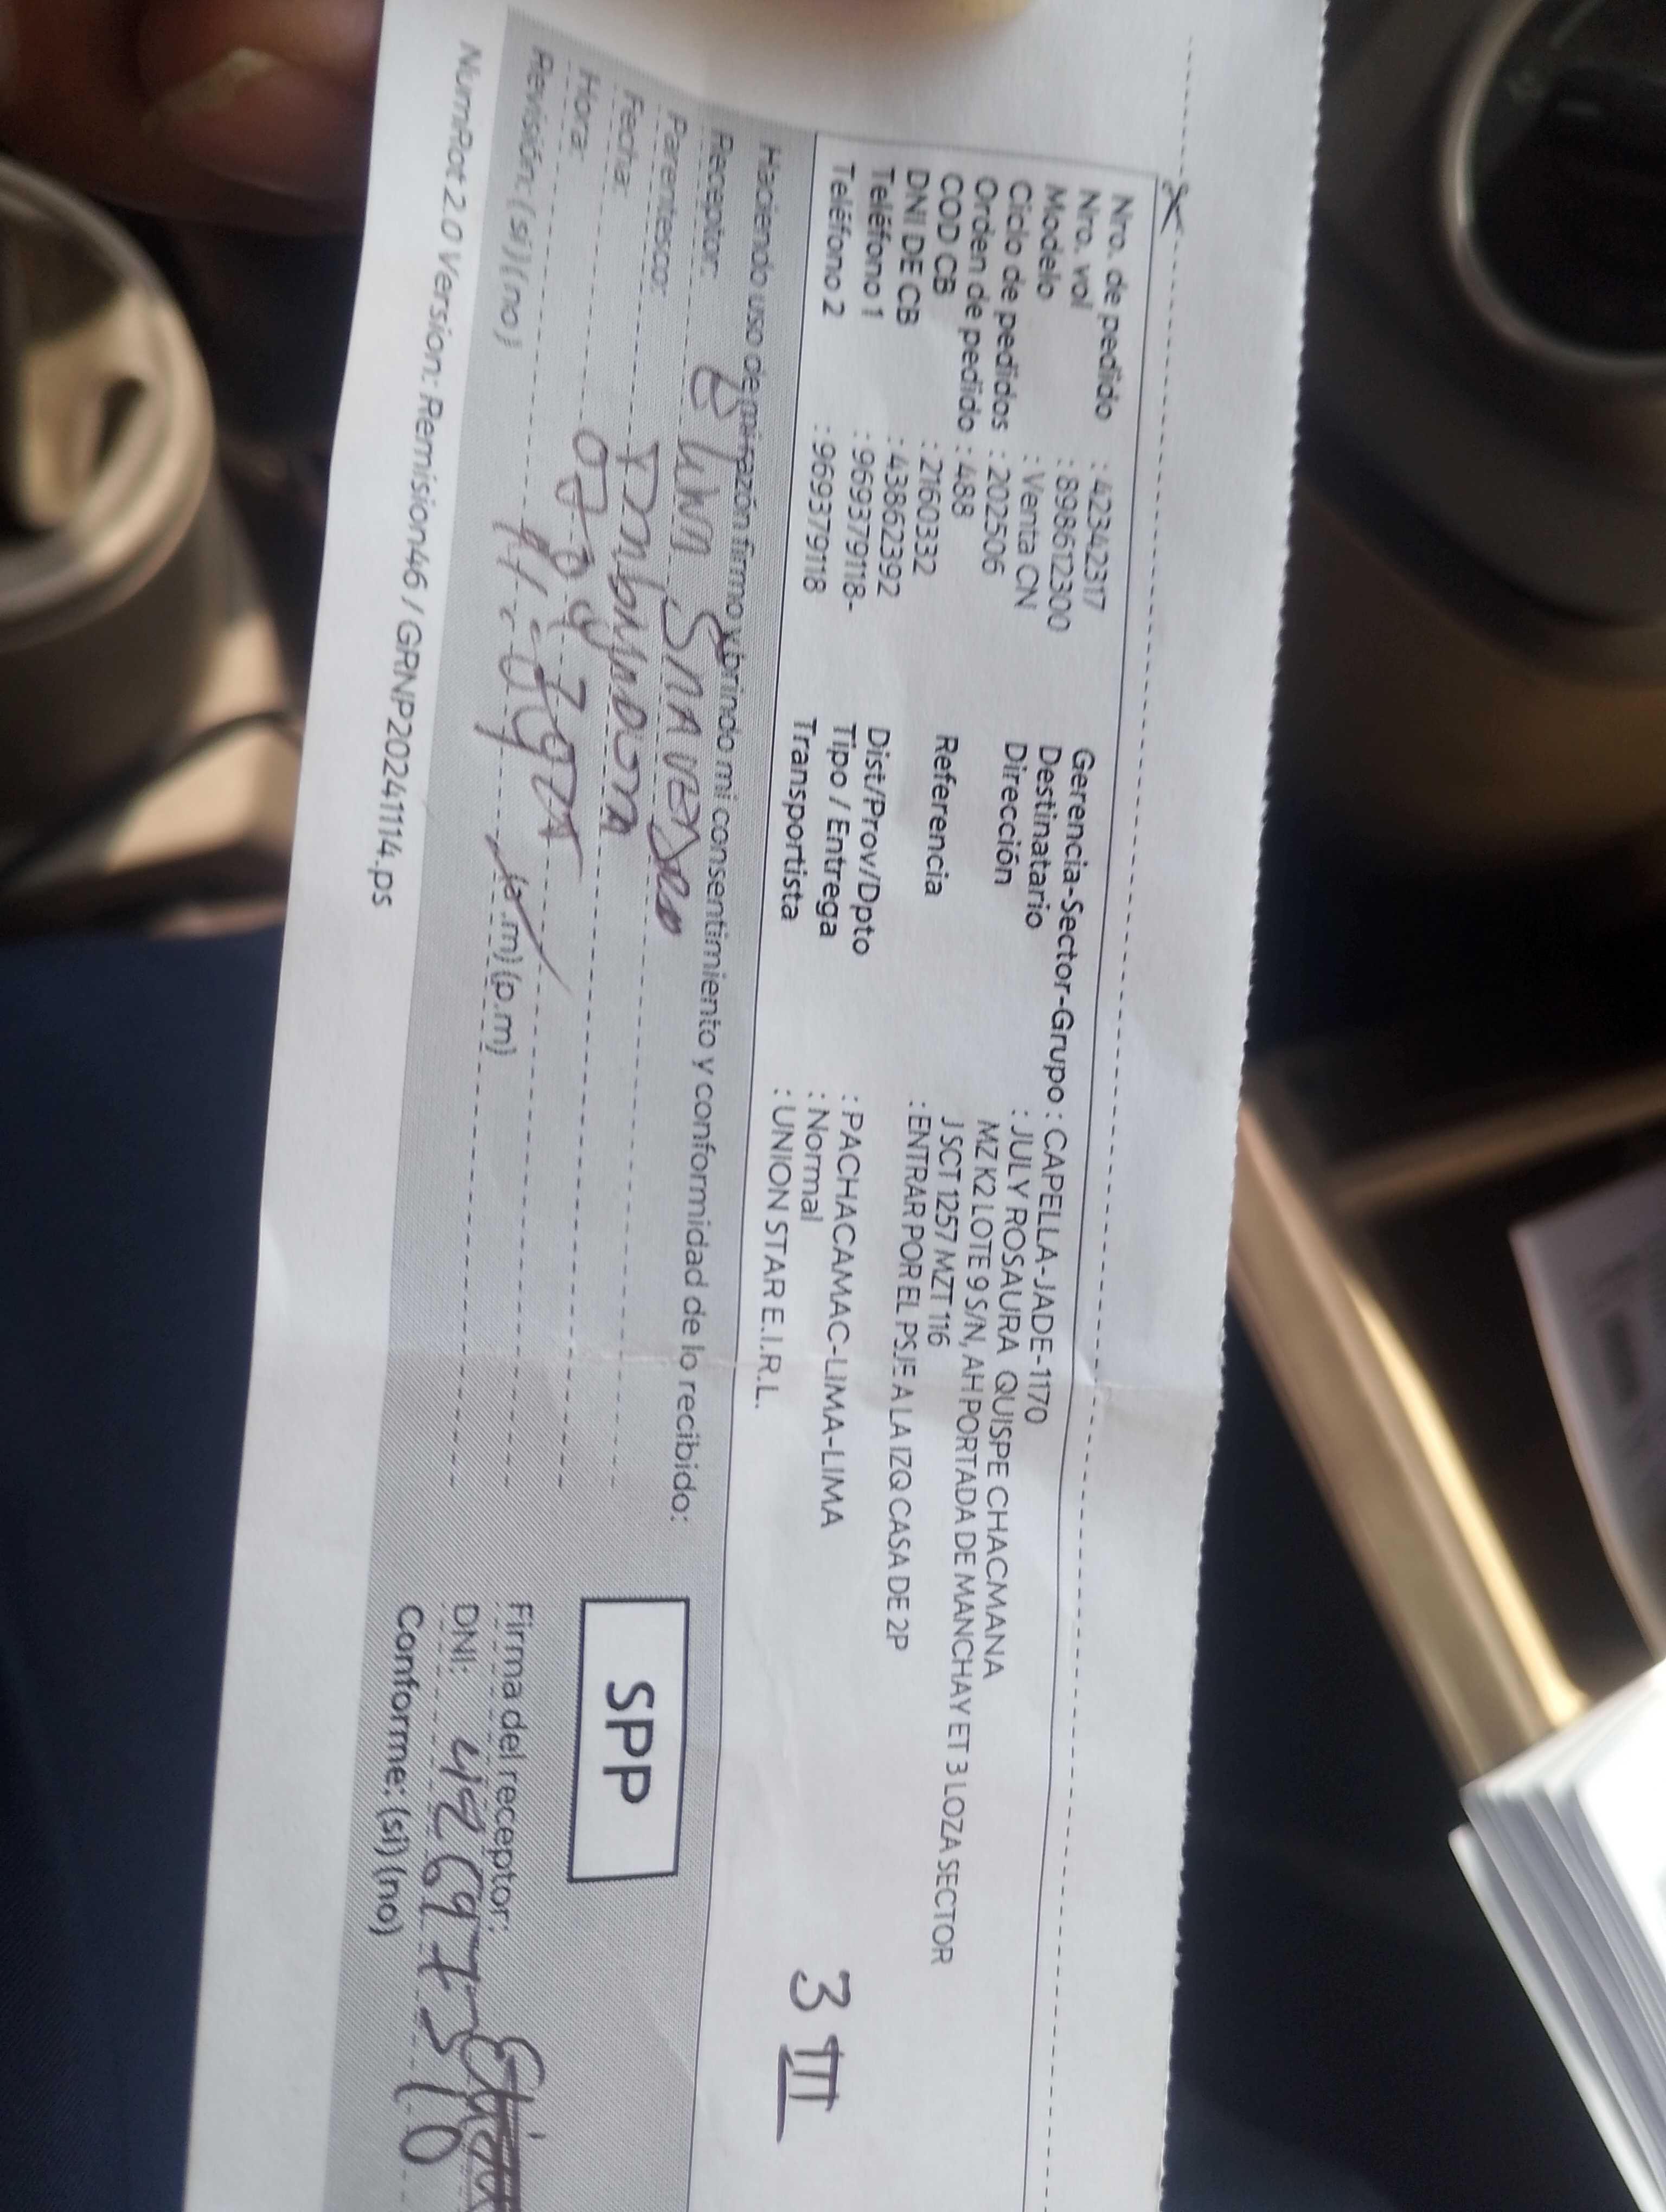 Nro. de pedido : 42342317
Nro. vol : 898612300
Modelo : Venta CN
Ciclo de pedidos : 202506
Orden de pedido : 488
COD CB : 2160332
DNI DE CB : 43862392
Teléfono 1 : 969379118-
Teléfono 2 : 969379118
Gerencia-Sector-Grupo : CAPELLA-JADE-1170
Destinatario : JULY ROSAURA QUISPE CHACMANA
Dirección MZ K2 LOTE 9 S/N, AH PORTADA DE MANCHAY ET 3 LOZA SECTOR
J SCT 1257 MZT 116
Referencia : ENTRAR POR EL PSJE A LA IZQ CASA DE 2P
Dist/Prov/Dpto : PACHACAMAC-LIMA-LIMA
Tipo / Entrega : Normal
Transportista : UNION STAR E.I.R.L.
3 III
Haciendo uso de mi razón firmo y brindo mi consentimiento y conformidad de lo recibido:
Receptor:
Parentesco:
Fecha:
Hora: (a.m) (p.m)
Revisión: (si) (no)
SPP
Firma del receptor:
DNI:
Conforme: (si) (no)
NumRot 2.0 Version: Remision46 / GRNP20241114.ps